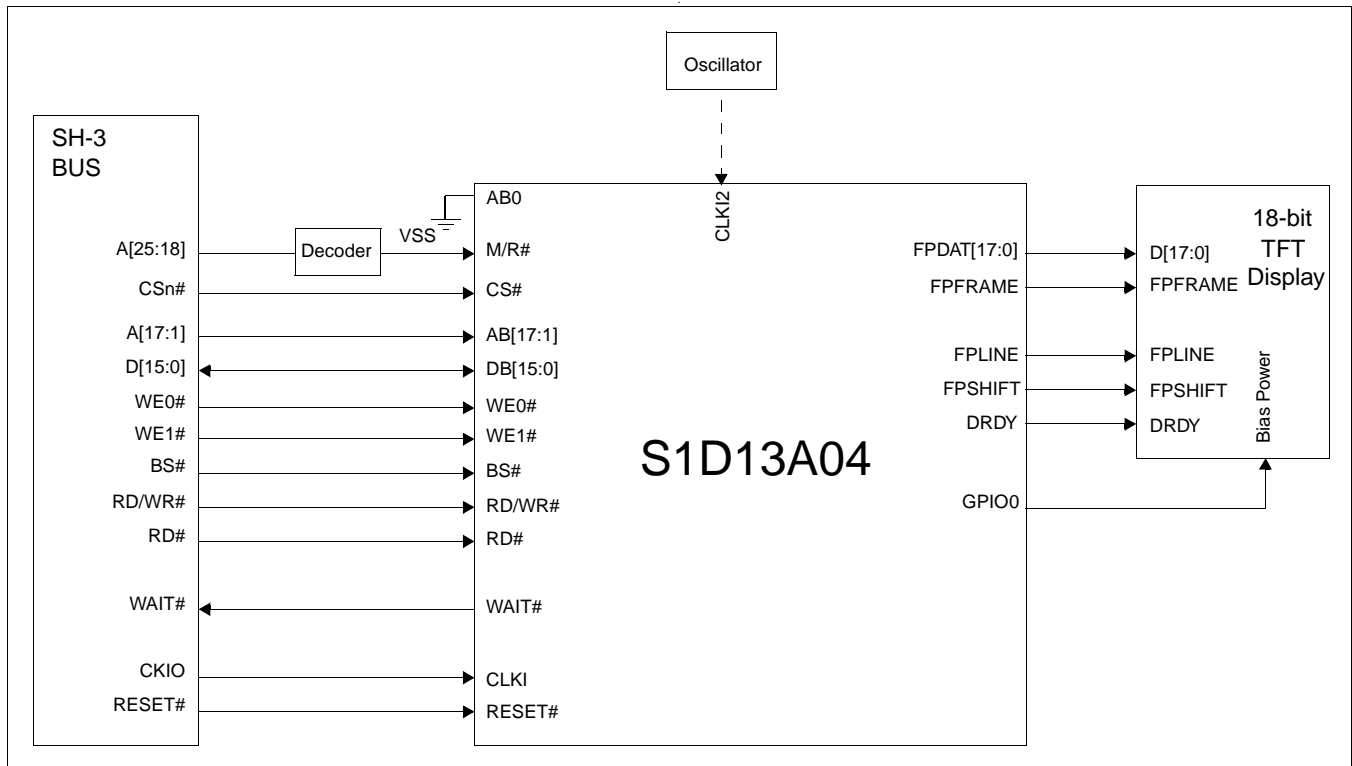 Oscillator
SH-3
BUS
AB0
VSS
CLKI2
18-bit
TFT
Display
A[25:18]
Decoder
M/R#
FPDAT[17:0]
D[17:0]
CSn#
CS#
FPFRAME
FPFRAME
A[17:1]
AB[17:1]
D[15:0]
DB[15:0]
FPLINE
FPLINE
WE0#
WE0#
FPSHIFT
FPSHIFT
WE1#
WE1#
DRDY
DRDY
Bias Power
BS#
BS#
S1D13A04
RD/WR#
RD/WR#
GPIO0
RD#
RD#
WAIT#
WAIT#
CKIO
CLKI
RESET#
RESET#